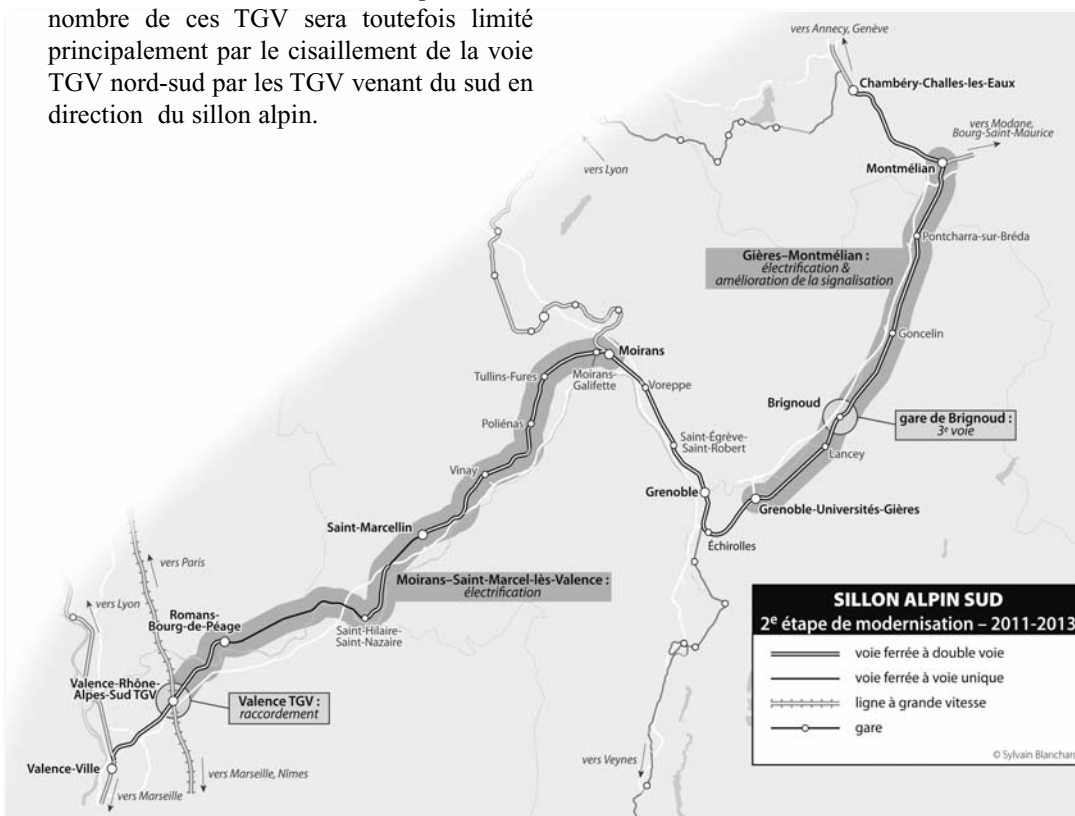 nombre de ces TGV sera toutefois limité
principalement par le cisaillement de la voie
TGV nord-sud par les TGV venant du sud en
direction du sillon alpin.
vers Annecy, Genève
Chambéry-Challes-les-Eaux
vers Modane,
Bourg-Saint-Maurice
vers Lyon
Montmélian
Pontcharra-sur-Bréda
Gières–Montmélian :
électrification &
amélioration de la signalisation
Goncelin
Moirans
Moirans-
Galifette
Tullins-Fures
Voreppe
Brignoud
gare de Brignoud :
3e voie
Poliénas
Saint-Égrève-
Saint-Robert
Lancey
Vinay
Grenoble
Grenoble-Universités-Gières
Saint-Marcellin
Échirolles
vers Paris
Moirans–Saint-Marcel-lès-Valence :
électrification
vers Lyon
Romans-
Bourg-de-Péage
Saint-Hilaire-
Saint-Nazaire
Valence-Rhône-
Alpes-Sud TGV
Valence TGV :
raccordement
Valence-Ville
vers Marseille, Nîmes
vers Marseille
vers Veynes
SILLON ALPIN SUD
2e étape de modernisation – 2011-2013
voie ferrée à double voie
voie ferrée à voie unique
ligne à grande vitesse
gare
© Sylvain Blanchard